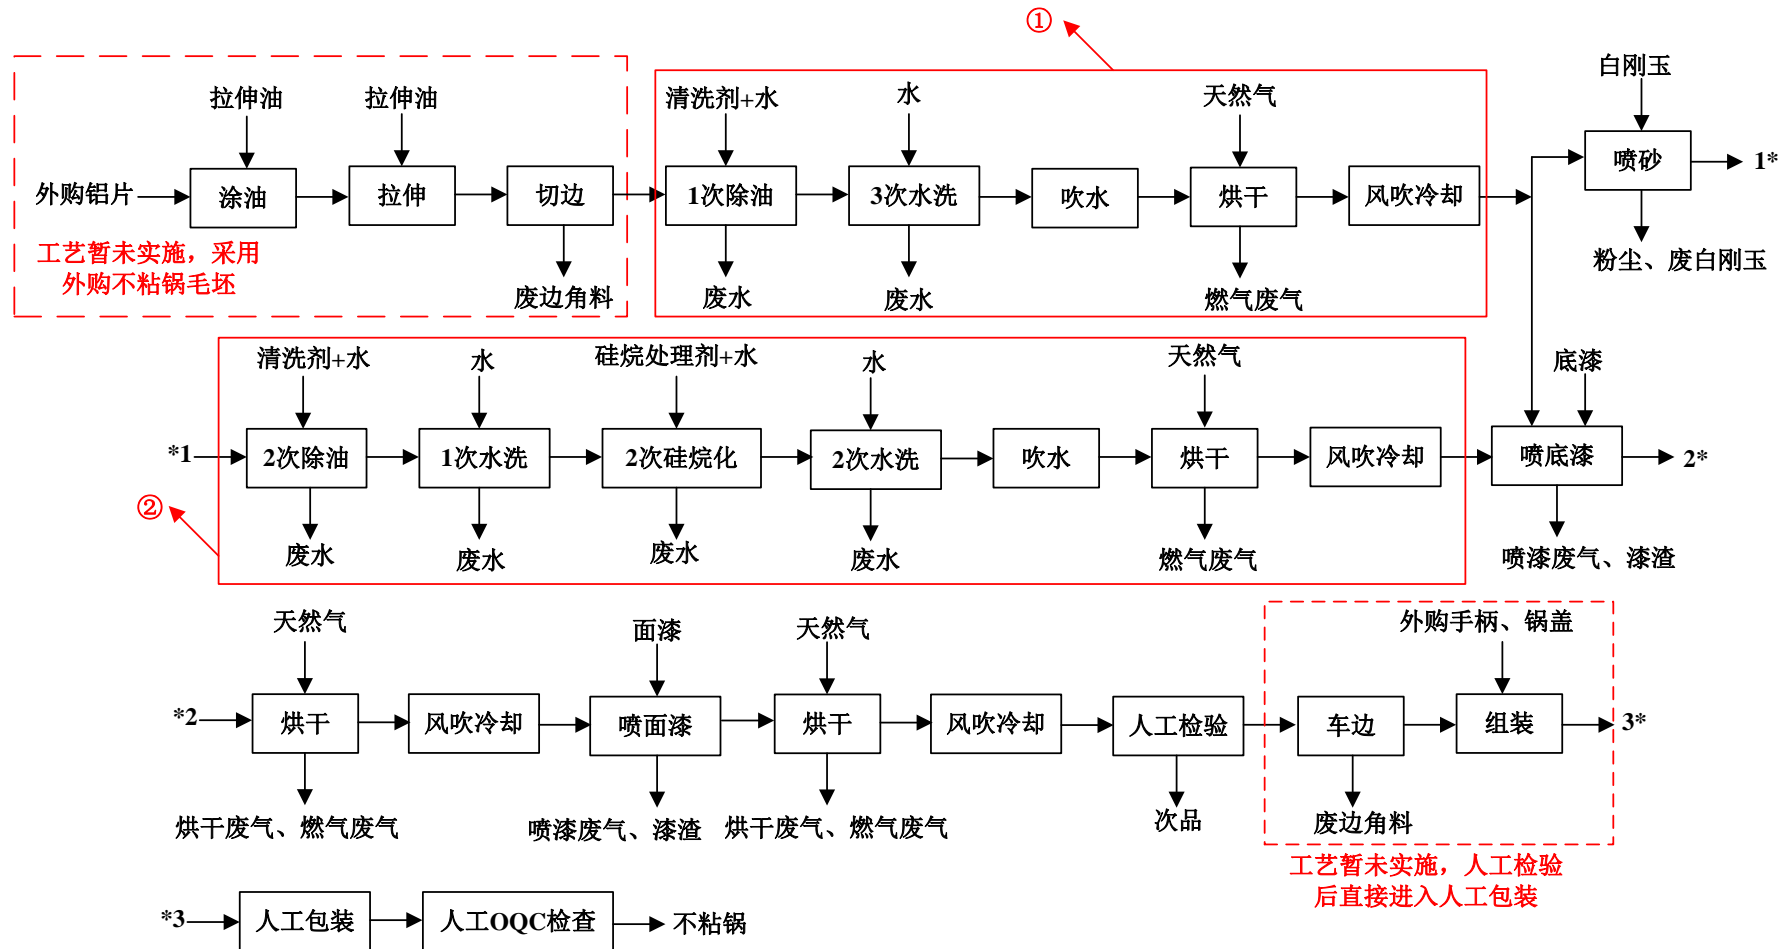 ①
白刚玉
拉伸油
拉伸油
清洗剂+水
水
天然气
喷砂
1*
外购铝片
涂油
拉伸
切边
1次除油
3次水洗
吹水
烘干
风吹冷却
工艺暂未实施，采用
外购不粘锅毛坯
粉尘、废白刚玉
废边角料
废水
废水
燃气废气
清洗剂+水
水
硅烷处理剂+水
水
天然气
底漆
*1
2次除油
1次水洗
2次硅烷化
2次水洗
吹水
烘干
风吹冷却
喷底漆
2*
②
废水
废水
废水
废水
燃气废气
喷漆废气、漆渣
天然气
面漆
天然气
外购手柄、锅盖
*2
烘干
风吹冷却
喷面漆
烘干
风吹冷却
人工检验
车边
组装
3*
烘干废气、燃气废气
喷漆废气、漆渣
烘干废气、燃气废气
次品
废边角料
工艺暂未实施，人工检验
后直接进入人工包装
*3
人工包装
人工OQC检查
不粘锅